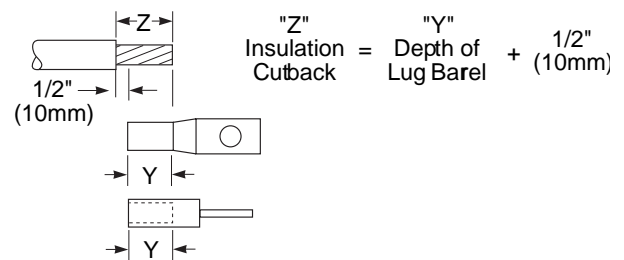 Z
"Z"
Insulation
Cutback
=
"Y"
Depth of
Lug Barel
+
1/2"
(10mm)
1/2"
(10mm)
Y
Y